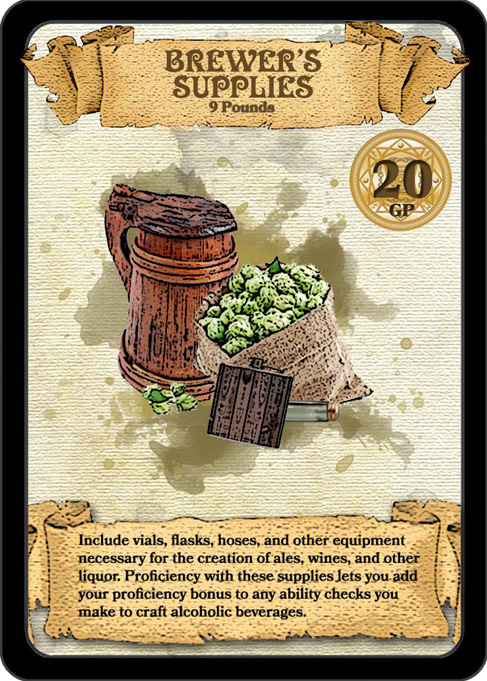 BREWER'S
SUPPLIES
9 Pounds
20
GP
Include vials, flasks, hoses, and other equipment
necessary for the creation of ales, wines, and other
liquor. Proficiency with these supplies lets you add
your proficiency bonus to any ability checks you
make to craft alcoholic beverages.